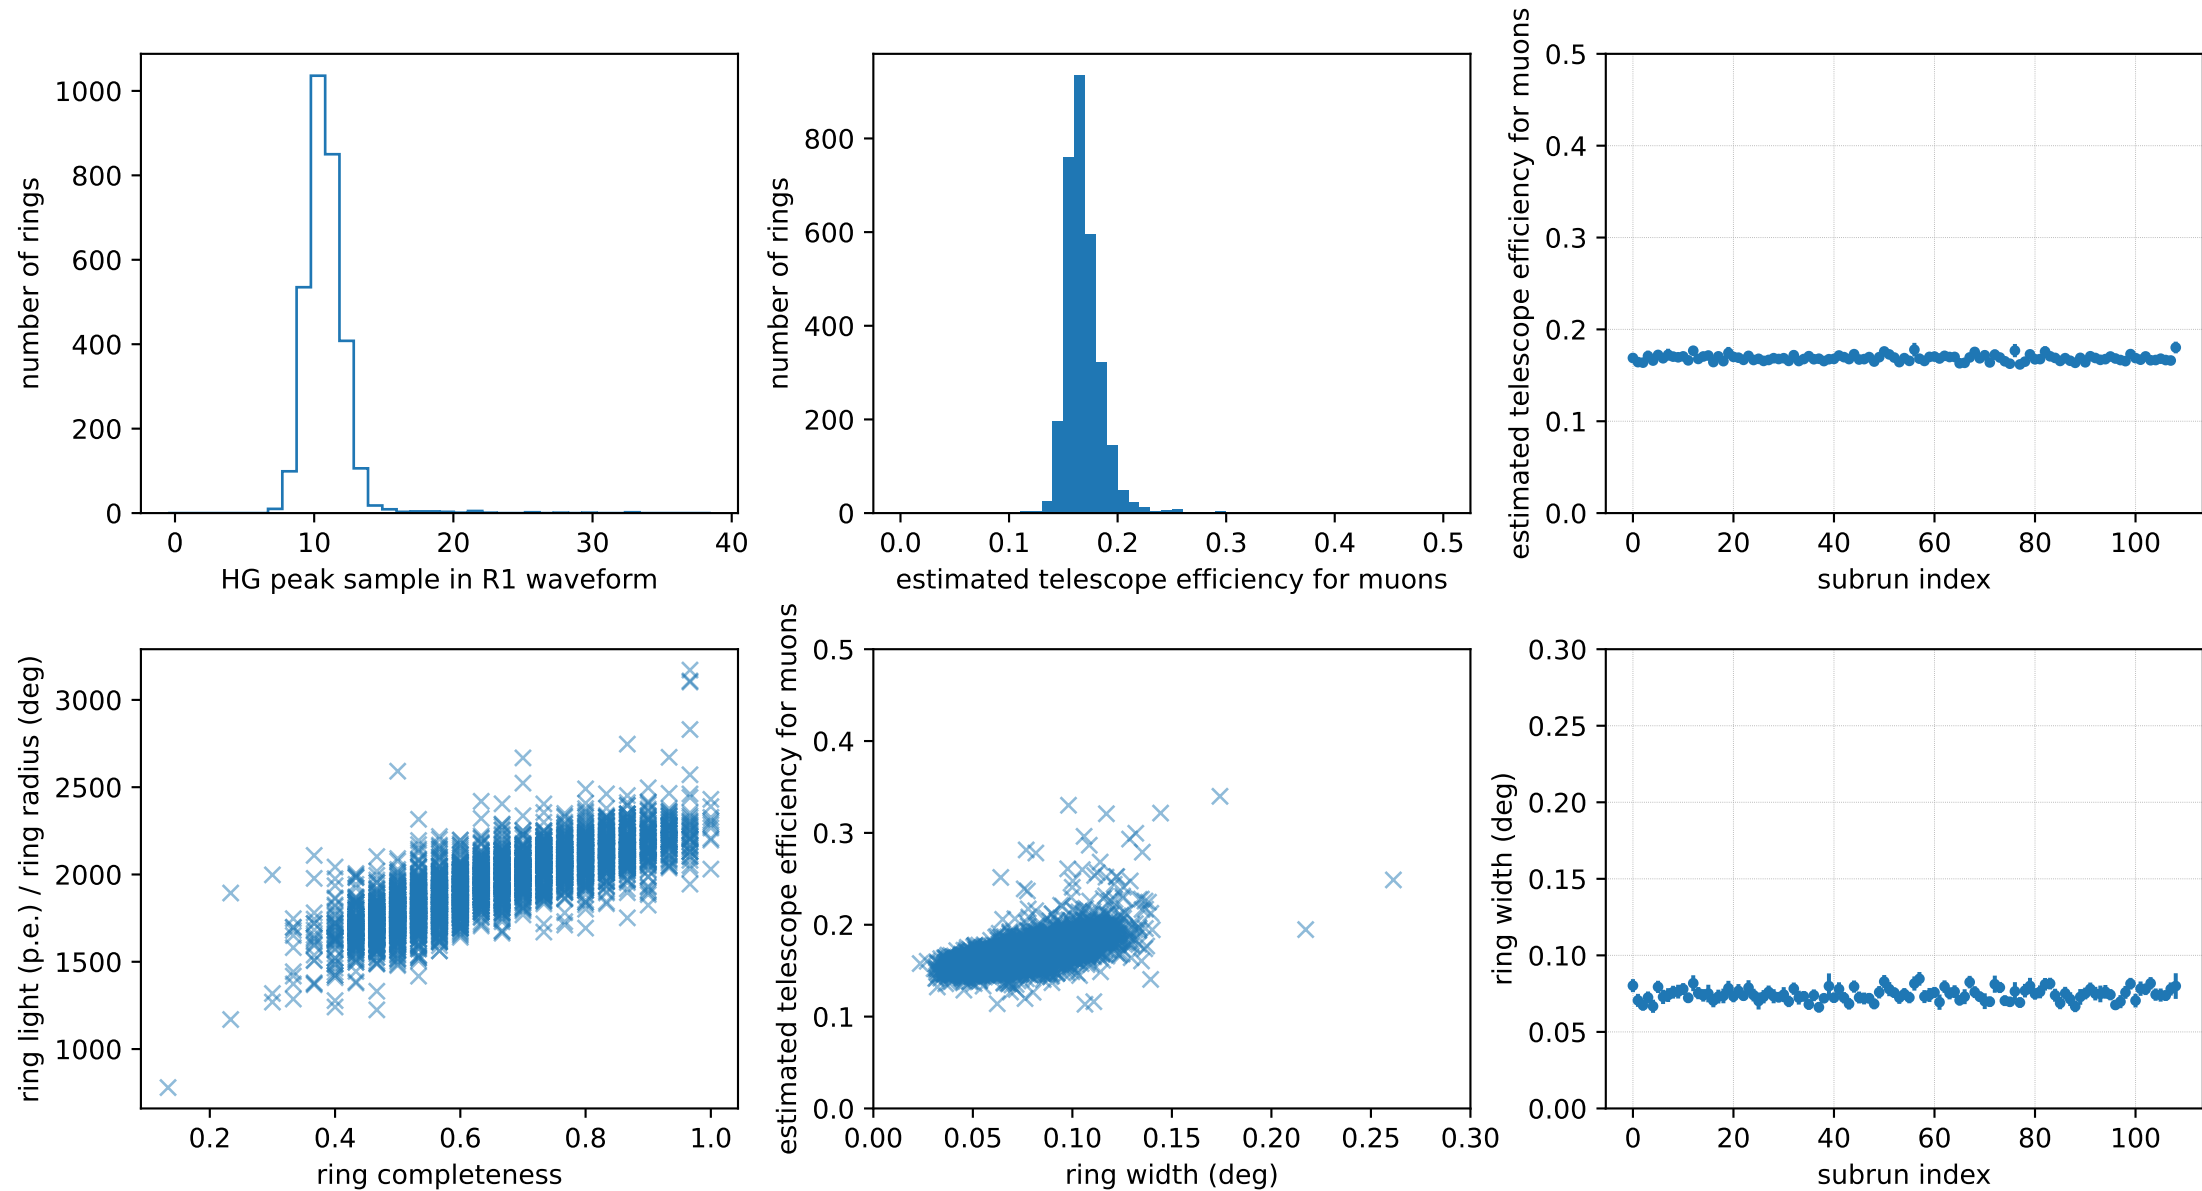 number of rings
1000
800
600
400
200
0
0 10 20 30 40
HG peak sample in R1 waveform
number of rings
800
600
400
200
0
0.0 0.1 0.2 0.3 0.4 0.5
estimated telescope efficiency for muons
estimated telescope efficiency for muons
0.5
0.4
0.3
0.2
0.1
0.0
0 20 40 60 80 100
subrun index
ring light (p.e.) / ring radius (deg)
3000
2500
2000
1500
1000
0.2 0.4 0.6 0.8 1.0
ring completeness
estimated telescope efficiency for muons
0.5
0.4
0.3
0.2
0.1
0.0
0.00 0.05 0.10 0.15 0.20 0.25 0.30
ring width (deg)
ring width (deg)
0.30
0.25
0.20
0.15
0.10
0.05
0.00
0 20 40 60 80 100
subrun index